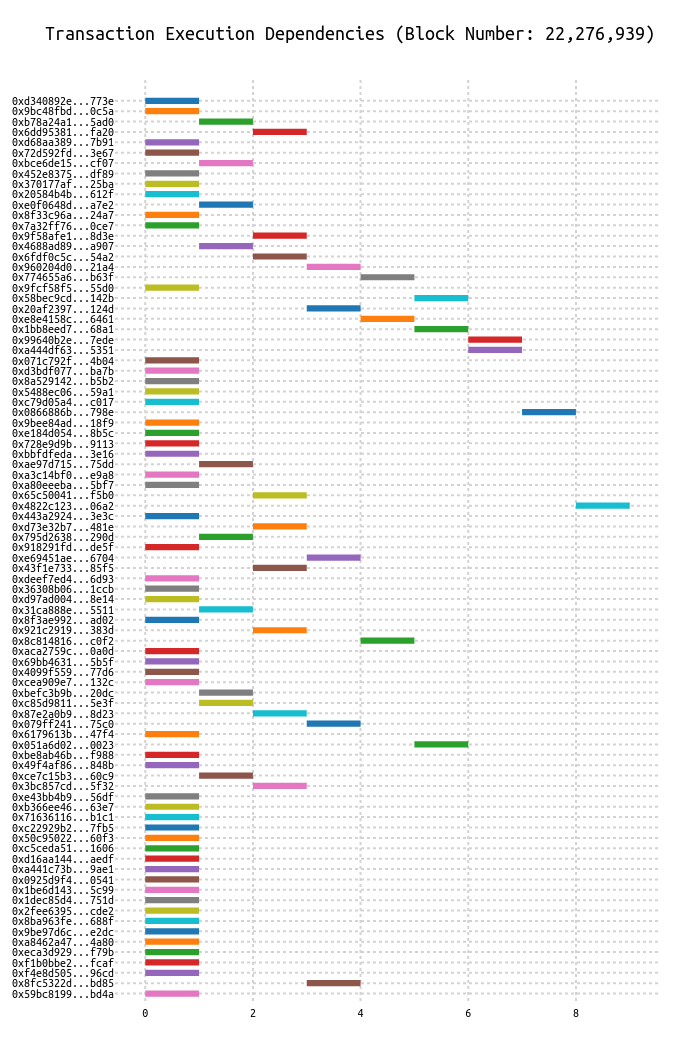 Transaction Execution Dependencies (Block Number: 22,276,939)
0xd340892e...773e
0x9bc48fbd...0c5a
0xb78a24a1...5ad0
0x6dd95381...fa20
0xd68aa389...7b91
0x72d592fd...3e67
0xbce6de15...cf07
0x452e8375...df89
0x370177af...25ba
0x20584b4b...612f
0xe0f0648d...a7e2
0x8f33c96a...24a7
0x7a32ff76...0ce7
0x9f58afe1...8d3e
0x4688ad89...a907
0x6fdf0c5c...54a2
0x960204d0...21a4
0x774655a6...b63f
0x9fcf58f5...55d0
0x58bec9cd...142b
0x20af2397...124d
0xe8e4158c...6461
0x1bb8eed7...68a1
0x99640b2e...7ede
0xa444df63...5351
0x071c792f...4b04
0xd3bdf077...ba7b
0x8a529142...b5b2
0x5488ec06...59a1
0xc79d05a4...c017
0x0866886b...798e
0x9bee84ad...18f9
0xe184d054...8b5c
0x728e9d9b...9113
0xbbfdfeda...3e16
0xae97d715...75dd
0xa3c14bf0...e9a8
0xa80eeeba...5bf7
0x65c50041...f5b0
0x4822c123...06a2
0x443a2924...3e3c
0xd73e32b7...481e
0x795d2638...290d
0x918291fd...de5f
0xe69451ae...6704
0x43f1e733...85f5
0xdeef7ed4...6d93
0x36308b06...1ccb
0xd97ad004...8e14
0x31ca888e...5511
0x8f3ae992...ad02
0x921c2919...383d
0x8c814816...c0f2
0xaca2759c...0a0d
0x69bb4631...5b5f
0x4099f559...77d6
0xcea909e7...132c
0xbefc3b9b...20dc
0xc85d9811...5e3f
0x87e2a0b9...8d23
0x079ff241...75c0
0x6179613b...47f4
0x051a6d02...0023
0xbe8ab46b...f988
0x49f4af86...848b
0xce7c15b3...60c9
0x3bc857cd...5f32
0xe43bb4b9...56df
0xb366ee46...63e7
0x71636116...b1c1
0xc22929b2...7fb5
0x50c95022...60f3
0xc5ceda51...1606
0xd16aa144...aedf
0xa441c73b...9ae1
0x0925d9f4...0541
0x1be6d143...5c99
0x1dec85d4...751d
0x2fee6395...cde2
0x8ba963fe...688f
0x9be97d6c...e2dc
0xa8462a47...4a80
0xeca3d929...f79b
0xf1b0bbe2...fcaf
0xf4e8d505...96cd
0x8fc5322d...bd85
0x59bc8199...bd4a
0 2 4 6 8